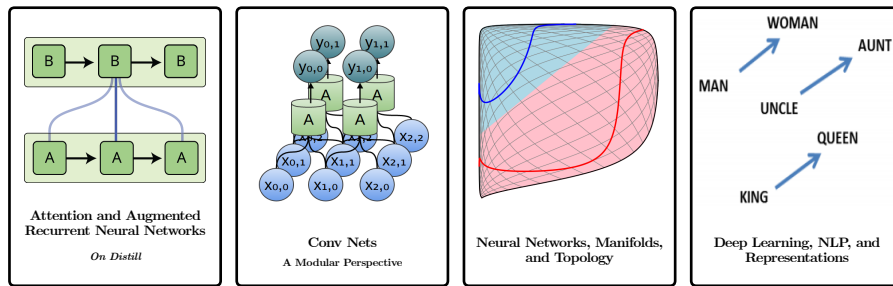 B B B
A A A
Attention and Augmented
Recurrent Neural Networks
On Distill
y0,1 y1,1
y0,0 y1,0
A A
A A
x1,2 x2,2
x0,1 x1,1 x2,1
x0,0 x1,0 x2,0
Conv Nets
A Modular Perspective
Neural Networks, Manifolds,
and Topology
WOMAN
AUNT
MAN
UNCLE
QUEEN
KING
Deep Learning, NLP, and
Representations